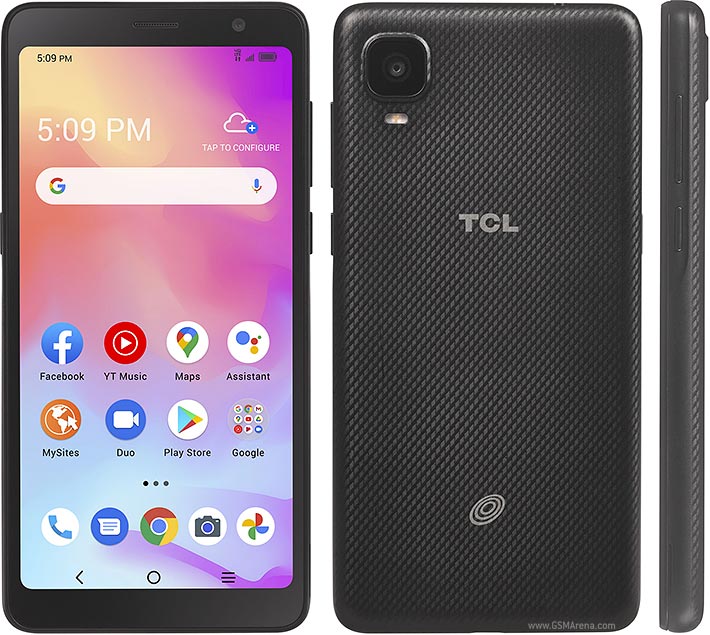 5:09 PM
5:09 PM
TAP TO CONFIGURE
Facebook YT Music Maps Assistant
MySites Duo Play Store Google
TCL
www.GSMArena.com